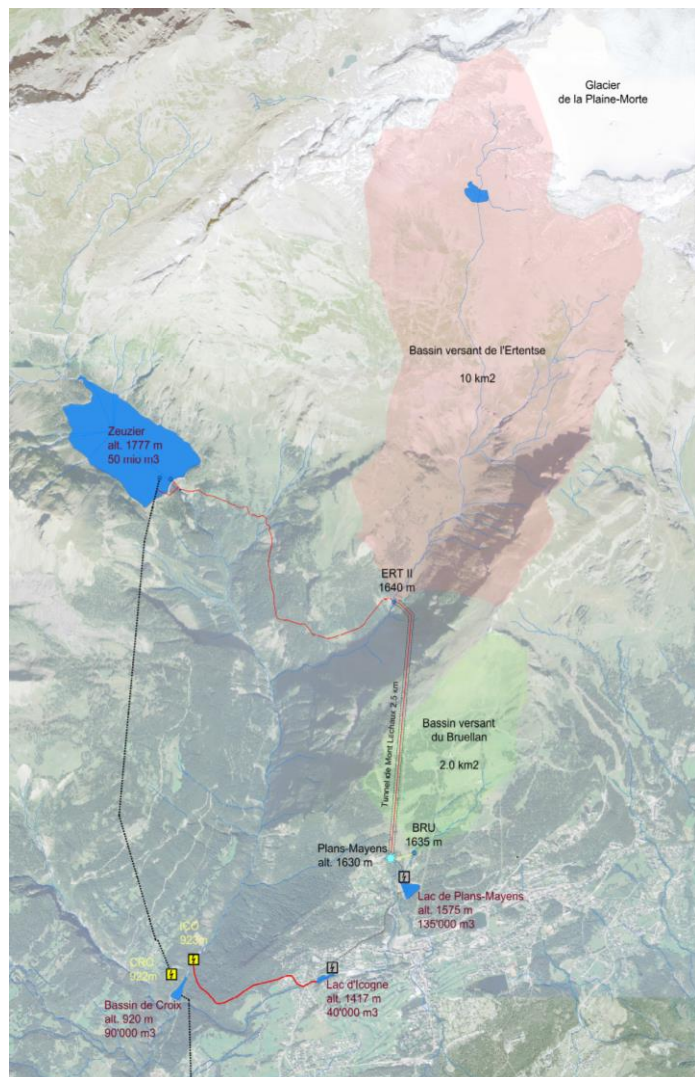 Glacier
de la Plaine-Morte
Bassin versant de l'Ertentse
10 km2
Zeuzier
alt. 1777 m
50 mio m3
ERT II
1640 m
Tunnel de Mont Lachaux 2.5 km
Bassin versant
du Bruellan
2.0 km2
BRU
1635 m
Plans-Mayens
alt. 1630 m
Lac de Plans-Mayens
alt. 1575 m
135'000 m3
ICO
923m
CRO
922m
Lac d'Icogne
alt. 1417 m
40'000 m3
Bassin de Croix
alt. 920 m
90'000 m3